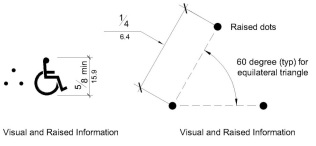 1/4
6.4
Raised dots
60 degree (typ) for
equilateral triangle
5/8 min
15.9
Visual and Raised Information
Visual and Raised Information